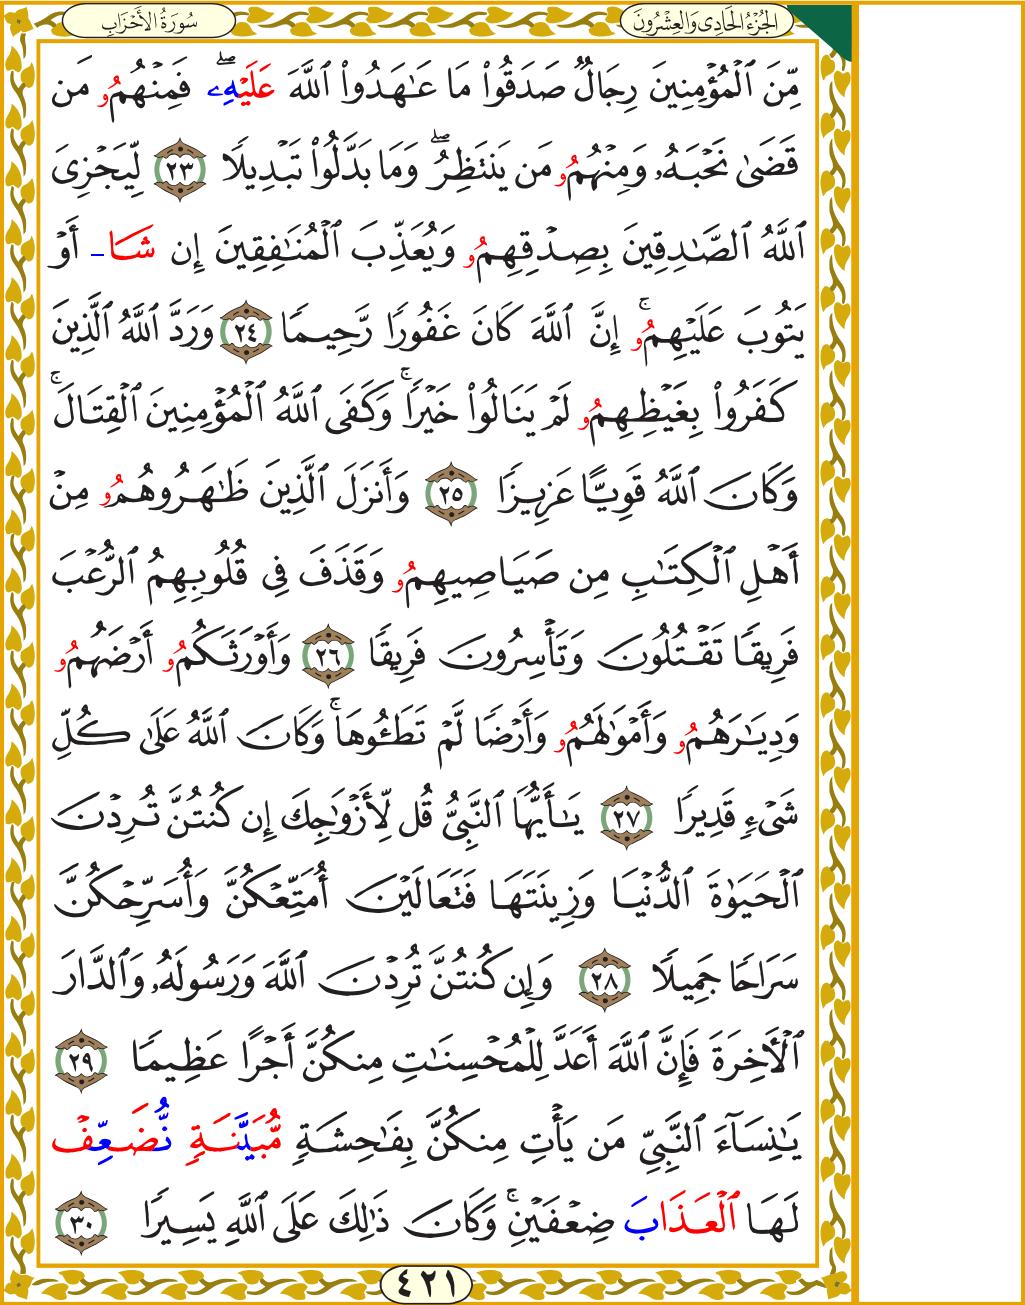 الجُزْءُ الحَادِى وَالعِشْرُونَ
سُورَةُ الأَحْزَابِ
مِّنَ ٱلْمُؤْمِنِينَ رِجَالٌ صَدَقُوا۟ مَا عَـٰهَدُوا۟ ٱللَّهَ عَلَيْهِۦۖ فَمِنْهُمُۥ مَن
قَضَىٰ نَحْبَهُۥ وَمِنْهُمُۥ مَن يَنتَظِرُۖ وَمَا بَدَّلُوا۟ تَبْدِيلًا ٢٣ لِّيَجْزِىَ
ٱللَّهُ ٱلصَّـٰدِقِينَ بِصِدْقِهِمُۥ وَيُعَذِّبَ ٱلْمُنَـٰفِقِينَ إِن شَا أَوْ
يَتُوبَ عَلَيْهِمُۥۚ إِنَّ ٱللَّهَ كَانَ غَفُورًا رَّحِيمًا ٢٤ وَرَدَّ ٱللَّهُ ٱلَّذِينَ
كَفَرُوا۟ بِغَيْظِهِمُۥ لَمْ يَنَالُوا۟ خَيْرًاۚ وَكَفَى ٱللَّهُ ٱلْمُؤْمِنِينَ ٱلْقِتَالَۚ
وَكَانَ ٱللَّهُ قَوِيًّا عَزِيزًا ٢٥ وَأَنزَلَ ٱلَّذِينَ ظَـٰهَرُوهُمُۥ مِنْ
أَهْلِ ٱلْكِتَـٰبِ مِن صَيَاصِيهِمُۥ وَقَذَفَ فِى قُلُوبِهِمُ ٱلرُّعْبَ
فَرِيقًا تَقْتُلُونَ وَتَأْسِرُونَ فَرِيقًا ٢٦ وَأَوْرَثَكُمُۥ أَرْضَهُمُۥ
وَدِيَـٰرَهُمُۥ وَأَمْوَٰلَهُمُۥ وَأَرْضًا لَّمْ تَطَـُٔوهَاۚ وَكَانَ ٱللَّهُ عَلَىٰ كُلِّ
شَىْءٍ قَدِيرًا ٢٧ يَـٰٓأَيُّهَا ٱلنَّبِىُّ قُل لِّأَزْوَٰجِكَ إِن كُنتُنَّ تُرِدْنَ
ٱلْحَيَوٰةَ ٱلدُّنْيَا وَزِينَتَهَا فَتَعَالَيْنَ أُمَتِّعْكُنَّ وَأُسَرِّحْكُنَّ
سَرَاحًا جَمِيلًا ٢٨ وَإِن كُنتُنَّ تُرِدْنَ ٱللَّهَ وَرَسُولَهُۥ وَٱلدَّارَ
ٱلْأَخِرَةَ فَإِنَّ ٱللَّهَ أَعَدَّ لِلْمُحْسِنَـٰتِ مِنكُنَّ أَجْرًا عَظِيمًا ٢٩
يَـٰنِسَآءَ ٱلنَّبِىِّ مَن يَأْتِ مِنكُنَّ بِفَـٰحِشَةٍ مُّبَيَّنَةٍ نُّضَعِّفْ
لَهَا ٱلْعَذَابَ ضِعْفَيْنِۚ وَكَانَ ذَٰلِكَ عَلَى ٱللَّهِ يَسِيرًا ٣٠
٤٢١